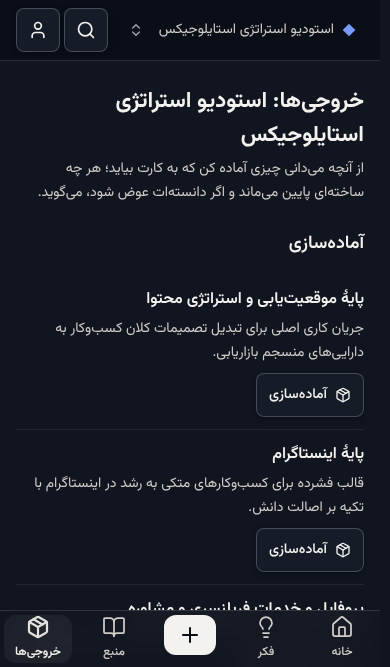 استودیو استراتژی استایلوجیکس
خروجی‌ها: استودیو استراتژی
استایلوجیکس
از آنچه می‌دانی چیزی آماده کن که به کارت بیاید؛ هر چه
ساخته‌ای پایین می‌ماند و اگر دانسته‌ات عوض شود، می‌گوید.
آماده‌سازی
پایهٔ موقعیت‌یابی و استراتژی محتوا
جریان کاری اصلی برای تبدیل تصمیمات کلان کسب‌وکار به
دارایی‌های منسجم بازاریابی.
آماده‌سازی
پایهٔ اینستاگرام
قالب فشرده برای کسب‌وکارهای متکی به رشد در اینستاگرام با
تکیه بر اصالت دانش.
آماده‌سازی
پروفایل و خدمات فریلنسری و مشاوره
خانه
فکر
منبع
خروجی‌ها